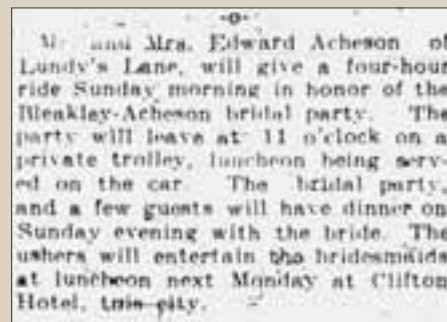 -o-
Mr. and Mrs. Edward Acheson of
Lundy's Lane, will give a four-hour
ride Sunday morning in honor of the
Bleakley-Acheson bridal party. The
party will leave at 11 o'clock on a
private trolley, luncheon being serv-
ed on the car. The bridal party
and a few guests will have dinner on
Sunday evening with the bride. The
ushers will entertain the bridesmaids
at luncheon next Monday at Clifton
Hotel, this city.